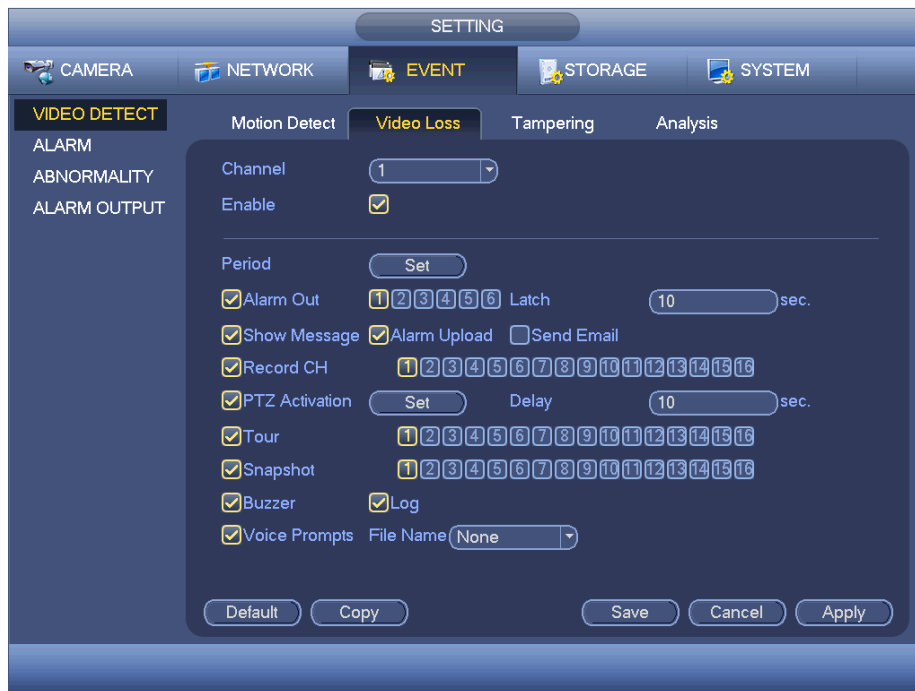 SETTING
CAMERA NETWORK EVENT STORAGE SYSTEM
VIDEO DETECT
ALARM
ABNORMALITY
ALARM OUTPUT
Motion Detect Video Loss Tampering Analysis
Channel 1
Enable
Period Set
Alarm Out 1 2 3 4 5 6 Latch 10 sec.
Show Message Alarm Upload Send Email
Record CH 1 2 3 4 5 6 7 8 9 10 11 12 13 14 15 16
PTZ Activation Set Delay 10 sec.
Tour 1 2 3 4 5 6 7 8 9 10 11 12 13 14 15 16
Snapshot 1 2 3 4 5 6 7 8 9 10 11 12 13 14 15 16
Buzzer Log
Voice Prompts File Name None
Default Copy Save Cancel Apply